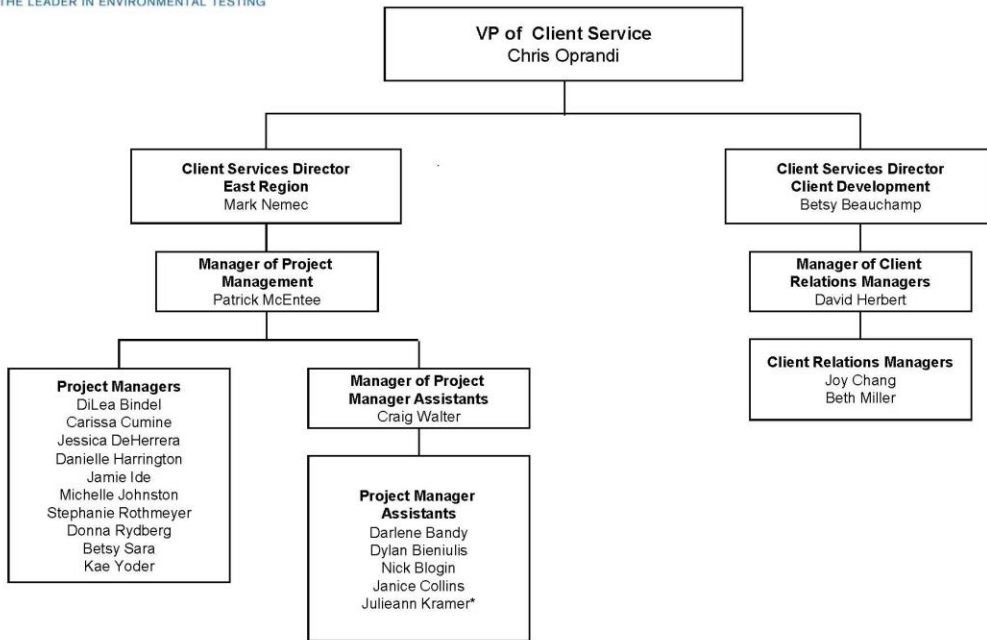 THE LEADER IN ENVIRONMENTAL TESTING
VP of Client Service
Chris Oprandi
Client Services Director
East Region
Mark Nemec
Client Services Director
Client Development
Betsy Beauchamp
Manager of Project
Management
Patrick McEntee
Manager of Client
Relations Managers
David Herbert
Project Managers
DiLea Bindel
Carissa Cumine
Jessica DeHerrera
Danielle Harrington
Jamie Ide
Michelle Johnston
Stephanie Rothmeyer
Donna Rydberg
Betsy Sara
Kae Yoder
Manager of Project
Manager Assistants
Craig Walter
Client Relations Managers
Joy Chang
Beth Miller
Project Manager
Assistants
Darlene Bandy
Dylan Bieniulis
Nick Blogin
Janice Collins
Julieann Kramer*